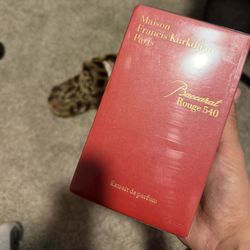 Maison
Francis Kurkdjian
Paris
Baccarat
Rouge 540
Extrait de parfum